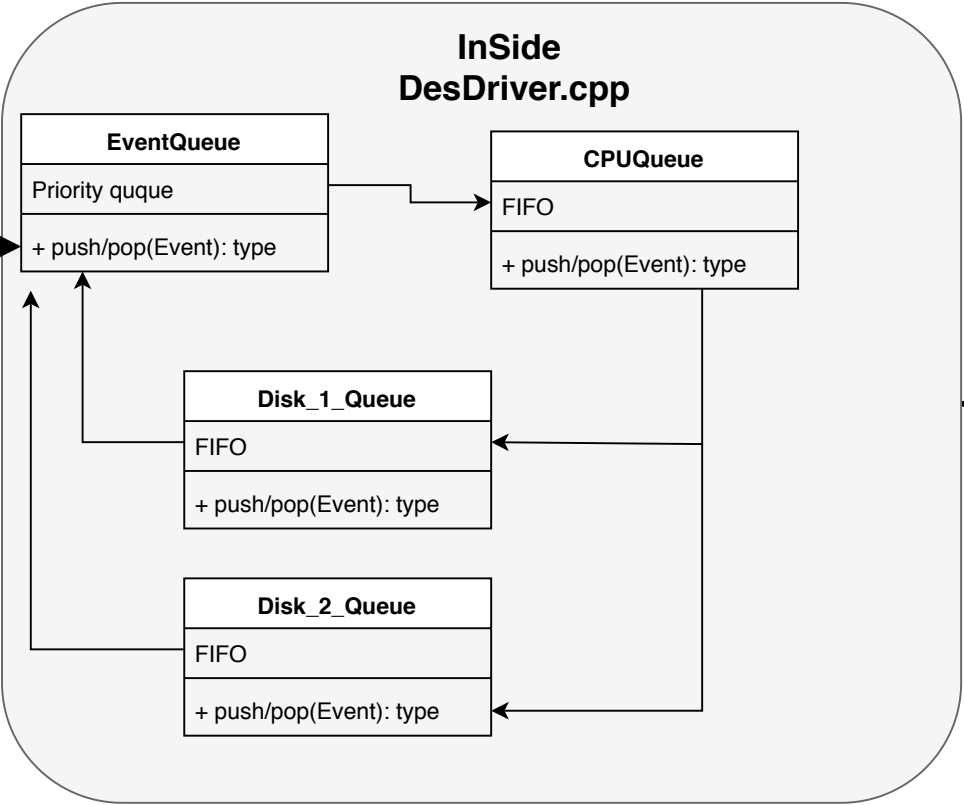 InSide
DesDriver.cpp
EventQueue
Priority quque
+ push/pop(Event): type
CPUQueue
FIFO
+ push/pop(Event): type
Disk_1_Queue
FIFO
+ push/pop(Event): type
Disk_2_Queue
FIFO
+ push/pop(Event): type